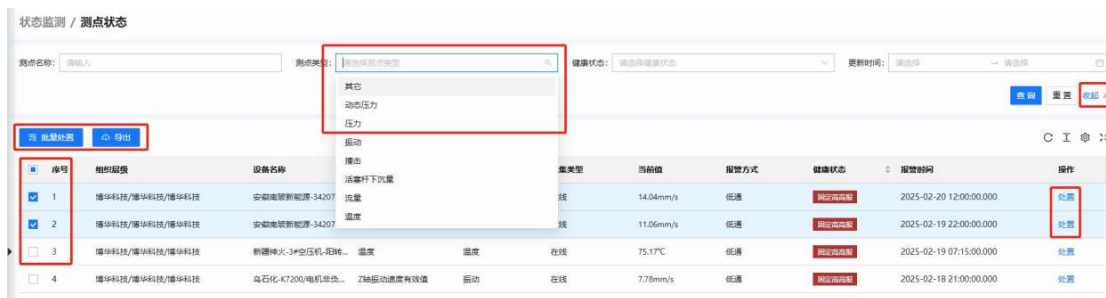 状态监测 / 测点状态
测点名称: 请输入 测点类型: 请选择测点类型 健康状态: 请选择健康状态 更新时间: 请选择 → 请选择
其它
动态压力
压力
振动
撞击
活塞杆下沉量
流量
温度
查询 重置 收起
批量处置 导出
序号 组织层级 设备名称 集类型 当前值 报警方式 健康状态 报警时间 操作
1 博华科技/博华科技/博华科技 安徽南玻新能源-34207 线 14.04mm/s 低通 固定高高报 2025-02-20 12:00:00.000 处置
2 博华科技/博华科技/博华科技 安徽南玻新能源-34207 线 11.06mm/s 低通 固定高高报 2025-02-19 22:00:00.000 处置
3 博华科技/博华科技/博华科技 新疆神火-3#空压机-阳转... 温度 温度 在线 75.17℃ 低通 固定高高报 2025-02-19 07:15:00.000 处置
4 博华科技/博华科技/博华科技 乌石化-K7200/电机非负... Z轴振动速度有效值 振动 在线 7.78mm/s 低通 固定高高报 2025-02-18 21:00:00.000 处置